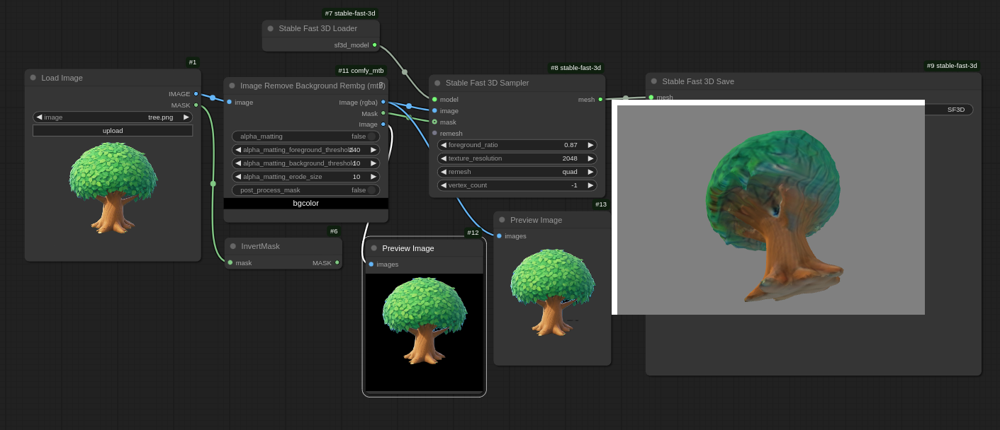 #7 stable-fast-3d
Stable Fast 3D Loader
sf3d_model
#1
Load Image
IMAGE
MASK
image tree.png
upload
#11 comfy_mtb
Image Remove Background Rembg (mtb)
image Image (rgba)
Mask
Image
alpha_matting false
alpha_matting_foreground_threshold 240
alpha_matting_background_threshold 10
alpha_matting_erode_size 10
post_process_mask false
bgcolor
#6
InvertMask
mask MASK
#8 stable-fast-3d
Stable Fast 3D Sampler
model mesh
image
mask
remesh
foreground_ratio 0.87
texture_resolution 2048
remesh quad
vertex_count -1
#12
Preview Image
images
#13
Preview Image
images
#9 stable-fast-3d
Stable Fast 3D Save
mesh
SF3D